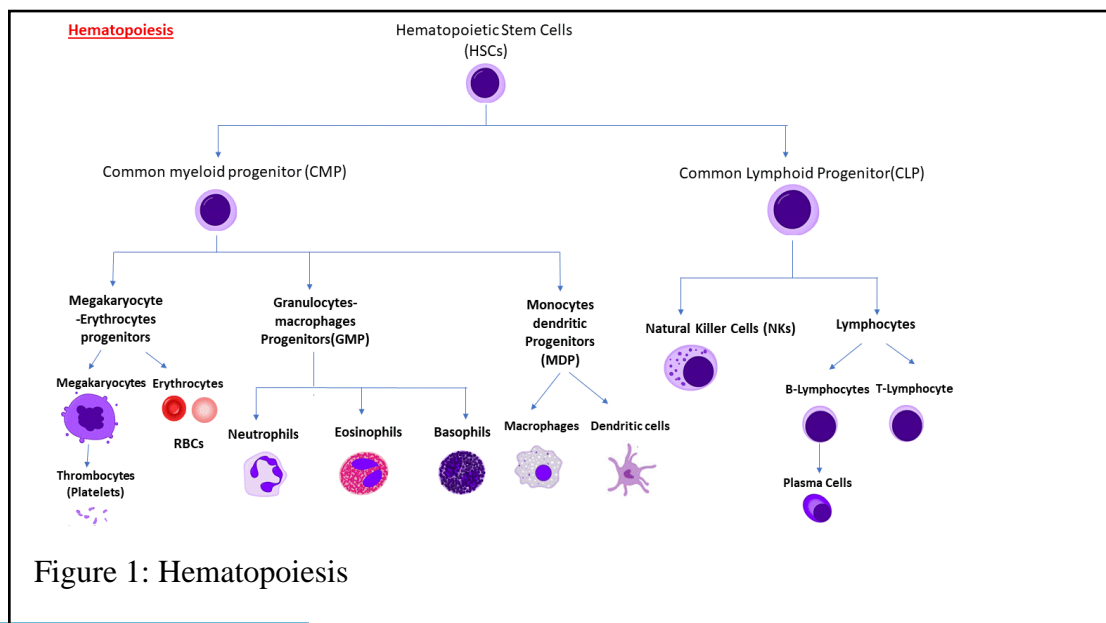 Hematopoiesis
Hematopoietic Stem Cells
(HSCs)
Common myeloid progenitor (CMP)
Common Lymphoid Progenitor(CLP)
Megakaryocyte
-Erythrocytes
progenitors
Granulocytes-
macrophages
Progenitors(GMP)
Monocytes
dendritic
Progenitors
(MDP)
Natural Killer Cells (NKs)
Lymphocytes
Megakaryocytes
Erythrocytes
RBCs
Thrombocytes
(Platelets)
Neutrophils
Eosinophils
Basophils
Macrophages
Dendritic cells
B-Lymphocytes
T-Lymphocyte
Plasma Cells
Figure 1: Hematopoiesis